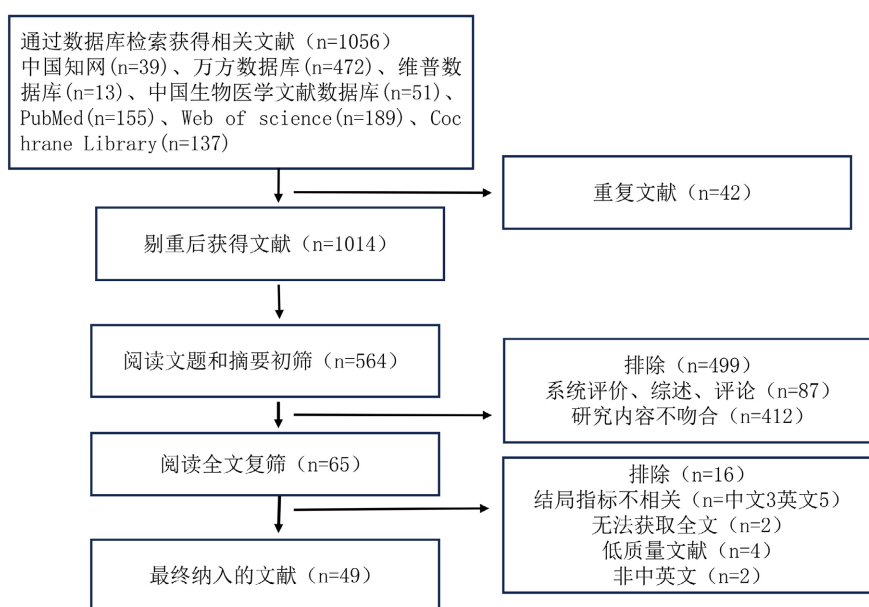 通过数据库检索获得相关文献（n=1056）
中国知网(n=39)、万方数据库(n=472)、维普数
据库(n=13)、中国生物医学文献数据库(n=51)、
PubMed(n=155)、Web of science(n=189)、Coc
hrane Library(n=137)
重复文献（n=42）
剔重后获得文献（n=1014）
阅读文题和摘要初筛（n=564）
排除（n=499）
系统评价、综述、评论（n=87）
研究内容不吻合（n=412）
阅读全文复筛（n=65）
排除（n=16）
结局指标不相关（n=中文3英文5）
无法获取全文（n=2）
低质量文献（n=4）
非中英文（n=2）
最终纳入的文献（n=49）